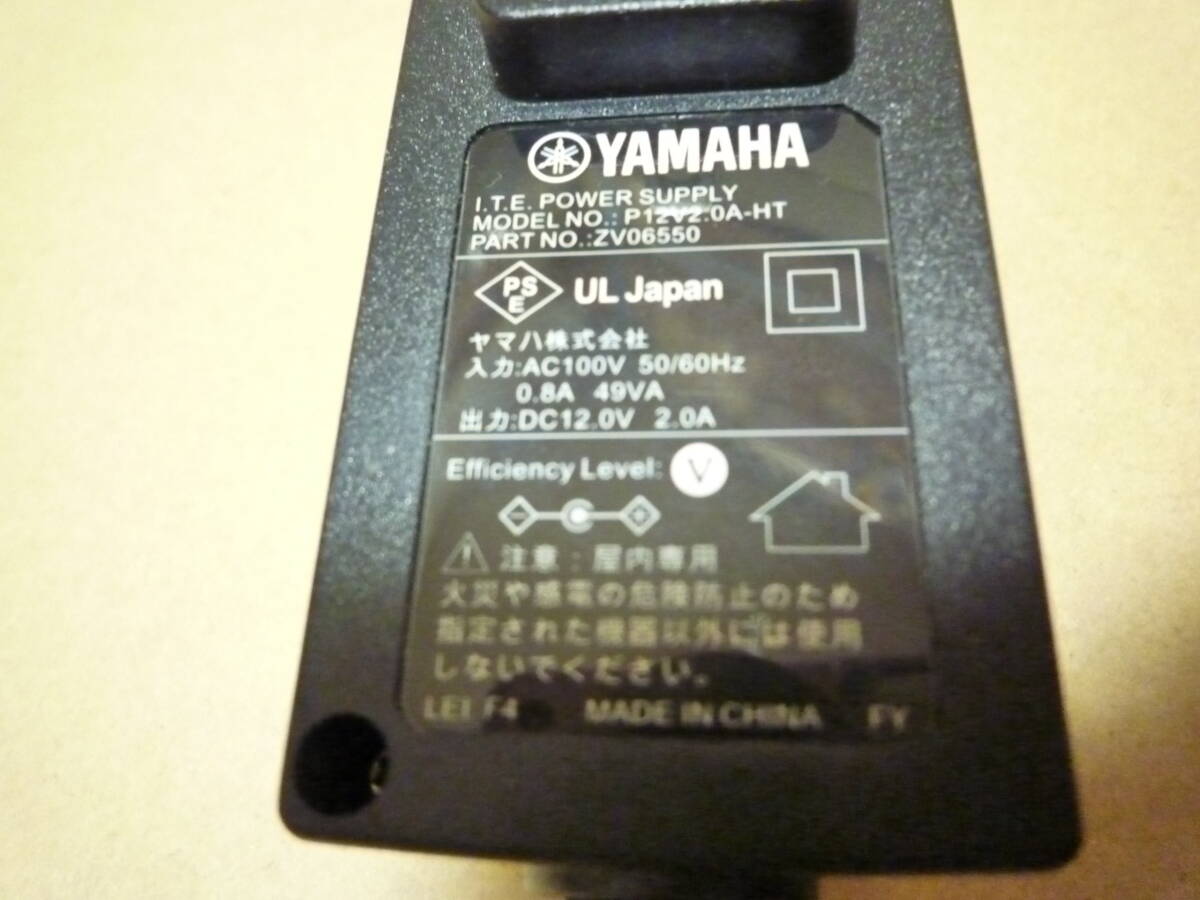 YAMAHA
I.T.E. POWER SUPPLY
MODEL NO.: P12V2.0A-HT
PART NO.:ZV06550
PS
E
UL Japan
ヤマハ株式会社
入力:AC100V 50/60Hz
0.8A 49VA
出力:DC12.0V 2.0A
Efficiency Level: V
注意:屋内専用
火災や感電の危険防止のため
指定された機器以外には使用
しないでください。
LEI F4 MADE IN CHINA FY